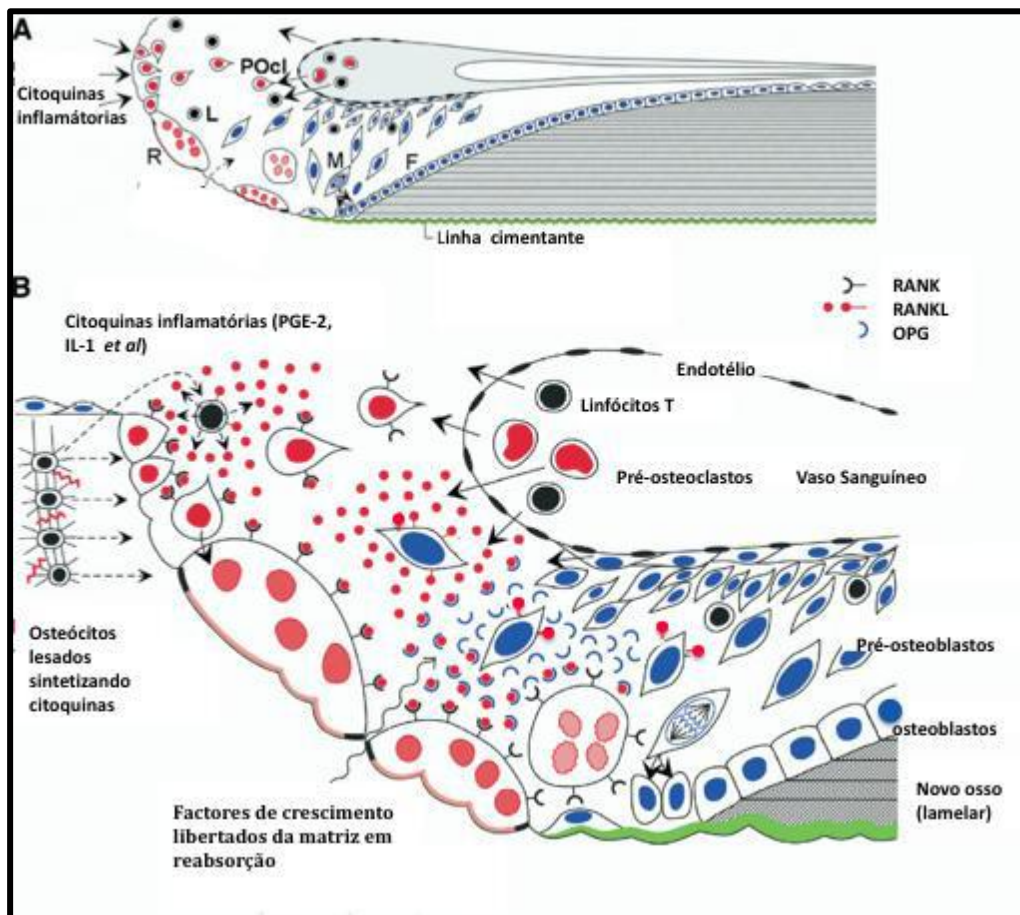 A
POcl
Citoquinas
inflamátorias
L
R
M
F
Linha cimentante
B
RANK
RANKL
OPG
Citoquinas inflamatórias (PGE-2,
IL-1 et al)
Endotélio
Linfócitos T
Pré-osteoclastos
Vaso Sanguíneo
Osteócitos
lesados
sintetizando
citoquinas
Pré-osteoblastos
osteoblastos
Novo osso
(lamelar)
Factores de crescimento
libertados da matriz em
reabsorção